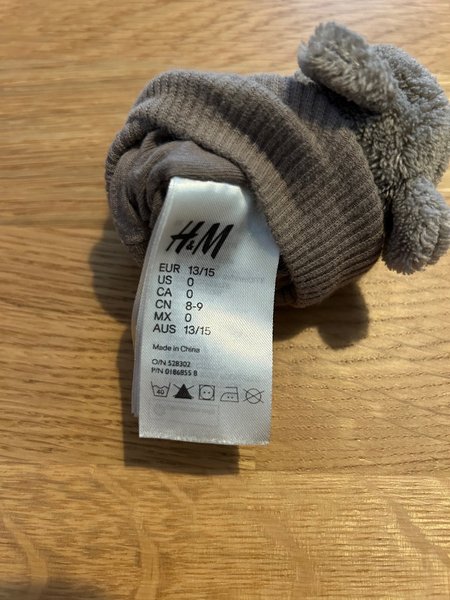 H&M
EUR 13/15
US 0
CA 0
CN 8-9
MX 0
AUS 13/15
Made in China
O/N 528302
P/N 0186855 8
40